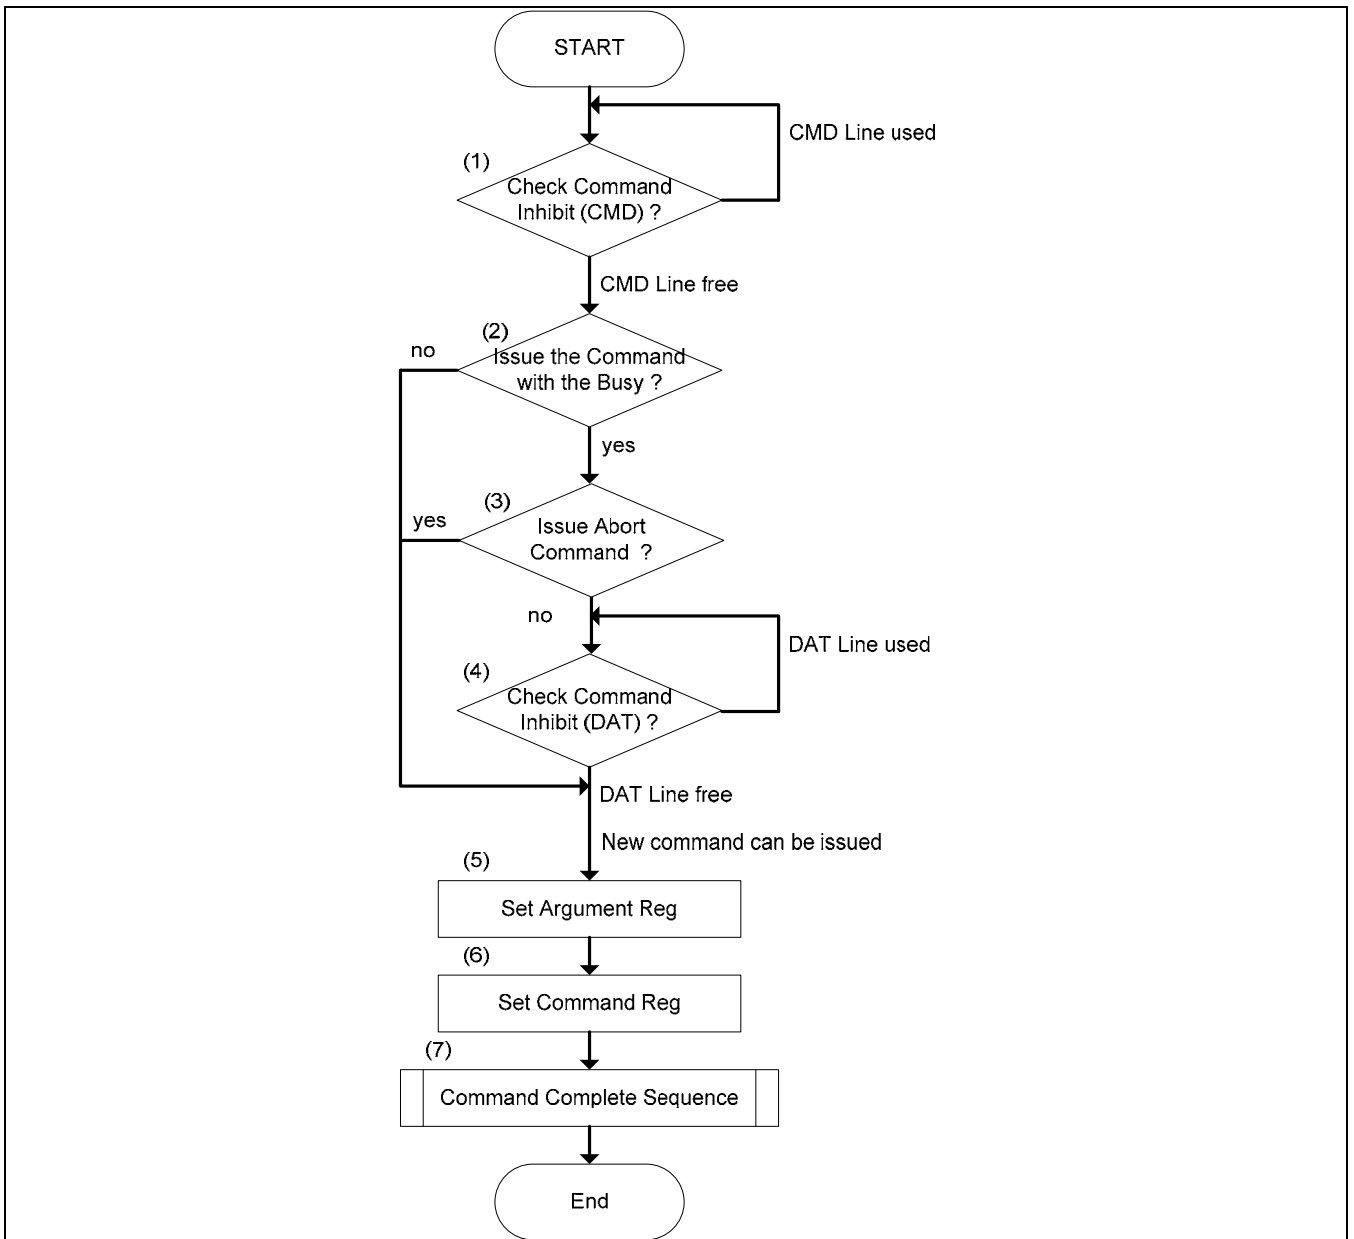 START
CMD Line used
(1)
Check Command
Inhibit (CMD) ?
CMD Line free
(2)
no
Issue the Command
with the Busy ?
yes
(3)
yes
Issue Abort
Command ?
no
DAT Line used
(4)
Check Command
Inhibit (DAT) ?
DAT Line free
New command can be issued
(5)
Set Argument Reg
(6)
Set Command Reg
(7)
Command Complete Sequence
End